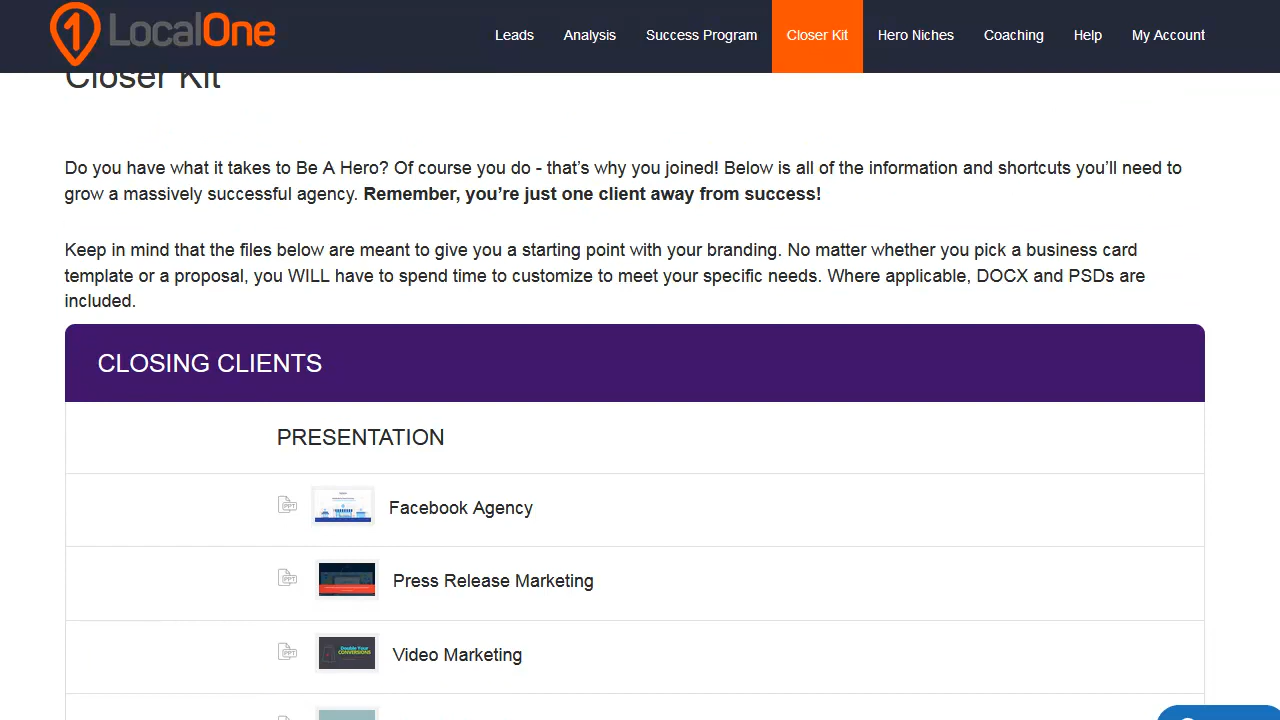 LocalOne
Leads Analysis Success Program Closer Kit Hero Niches Coaching Help My Account
Closer Kit
Do you have what it takes to Be A Hero? Of course you do - that’s why you joined! Below is all of the information and shortcuts you’ll need to
grow a massively successful agency. Remember, you’re just one client away from success!
Keep in mind that the files below are meant to give you a starting point with your branding. No matter whether you pick a business card
template or a proposal, you WILL have to spend time to customize to meet your specific needs. Where applicable, DOCX and PSDs are
included.
CLOSING CLIENTS
PRESENTATION
PPT Facebook Agency
PPT Press Release Marketing
PPT Double Your CONVERSIONS Video Marketing